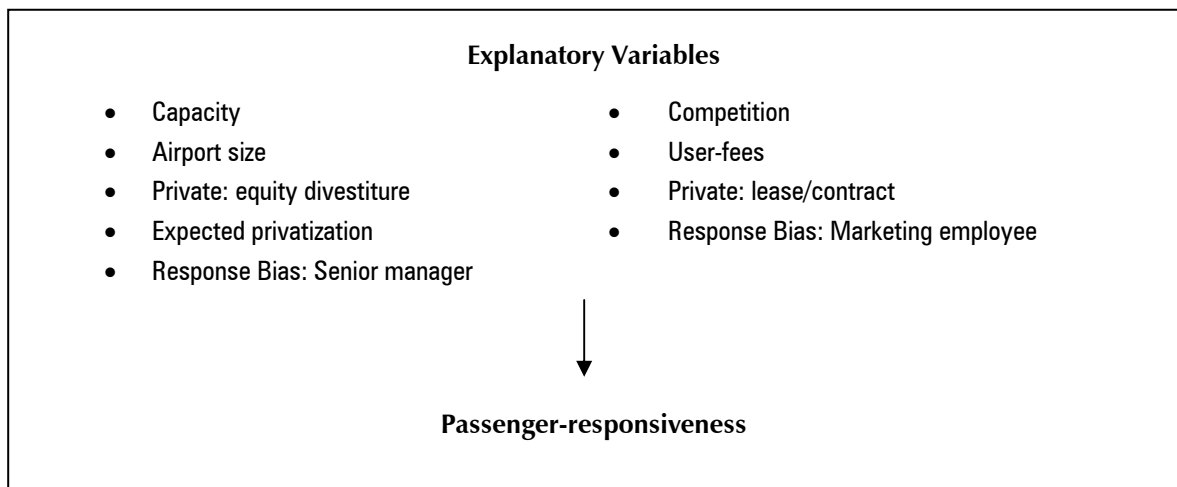 Explanatory Variables
• Capacity
• Airport size
• Private: equity divestiture
• Expected privatization
• Response Bias: Senior manager
• Competition
• User-fees
• Private: lease/contract
• Response Bias: Marketing employee
Passenger-responsiveness